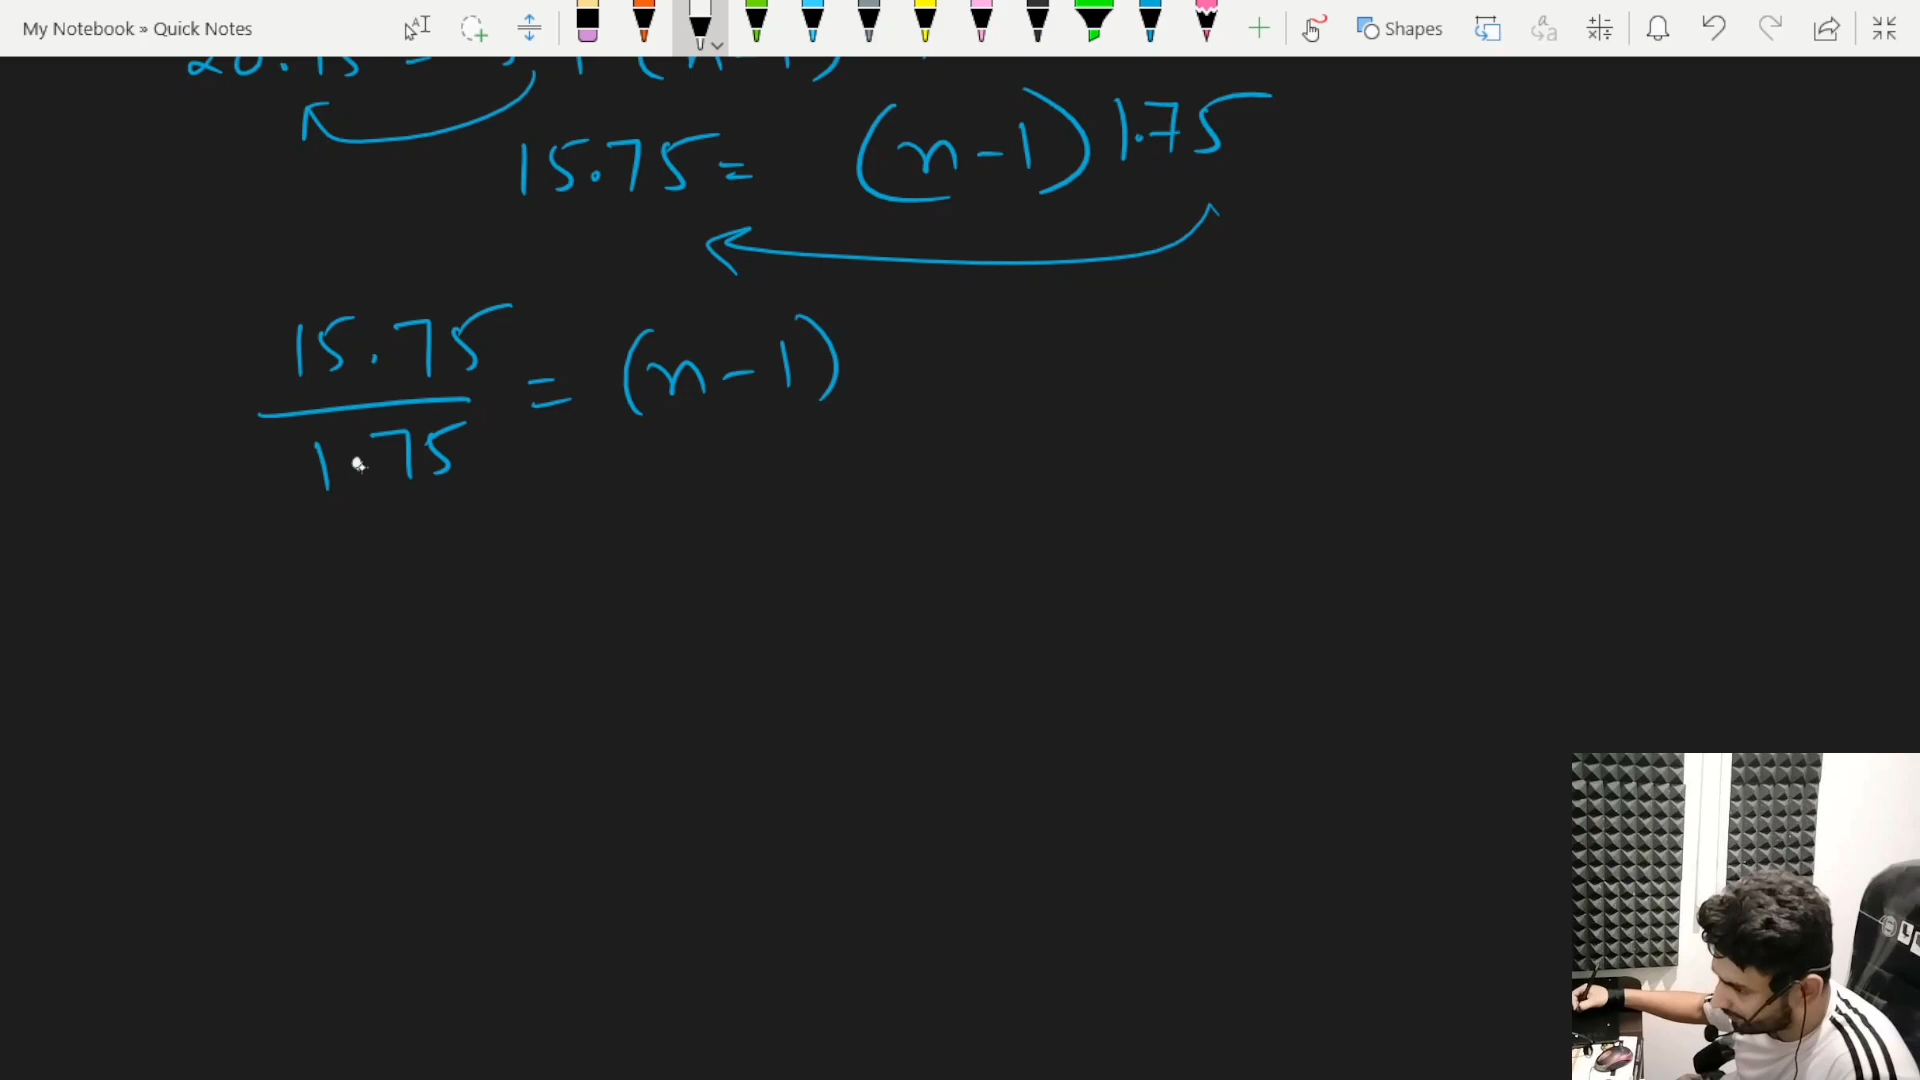 My Notebook » Quick Notes
Shapes
15.75 = (n-1) 1.75
15.75
1.75
= (n-1)